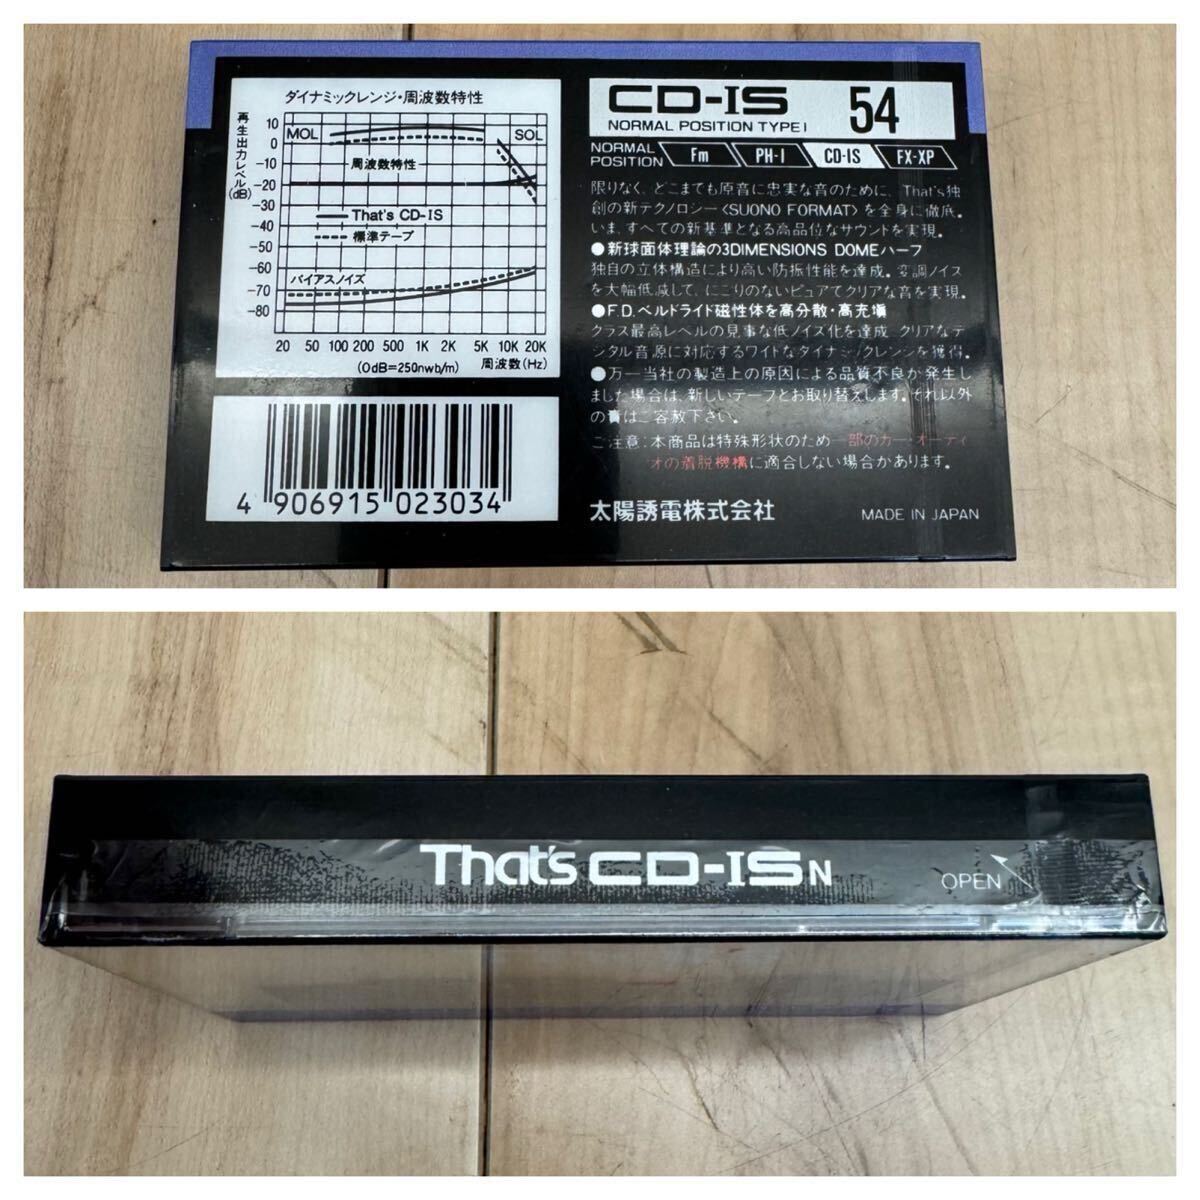 ダイナミックレンジ・周波数特性
再生出力レベル(dB)
10
0
-10
-20
-30
-40
-50
-60
-70
-80
MOL
SOL
周波数特性
That's CD-IS
標準テープ
バイアスノイズ
20 50 100 200 500 1K 2K 5K 10K 20K
(0dB=250nwb/m) 周波数(Hz)
4 906915 023034
CD-IS 54
NORMAL POSITION TYPE I
NORMAL POSITION Fm PH-I CD-IS FX-XP
限りなく、どこまでも原音に忠実な音のために、That's独
創の新テクノロジー〈SUONO FORMAT〉を全身に徹底。
いま、すべての新基準となる高品位なサウンドを実現。
●新球面体理論の3DIMENSIONS DOMEハーフ
独自の立体構造により高い防振性能を達成。変調ノイズ
を大幅低減して、にごりのないピュアでクリアな音を実現。
●F.D.ベルドライド磁性体を高分散・高充塡
クラス最高レベルの見事な低ノイズ化を達成。クリアなデ
ジタル音源に対応するワイドなダイナミックレンジを獲得。
●万一当社の製造上の原因による品質不良が発生し
ました場合は、新しいテープとお取り替えします。それ以外
の責はご容赦下さい。
ご注意:本商品は特殊形状のため一部のカー・オーディ
オの着脱機構に適合しない場合があります。
太陽誘電株式会社 MADE IN JAPAN
That's CD-IS N
OPEN